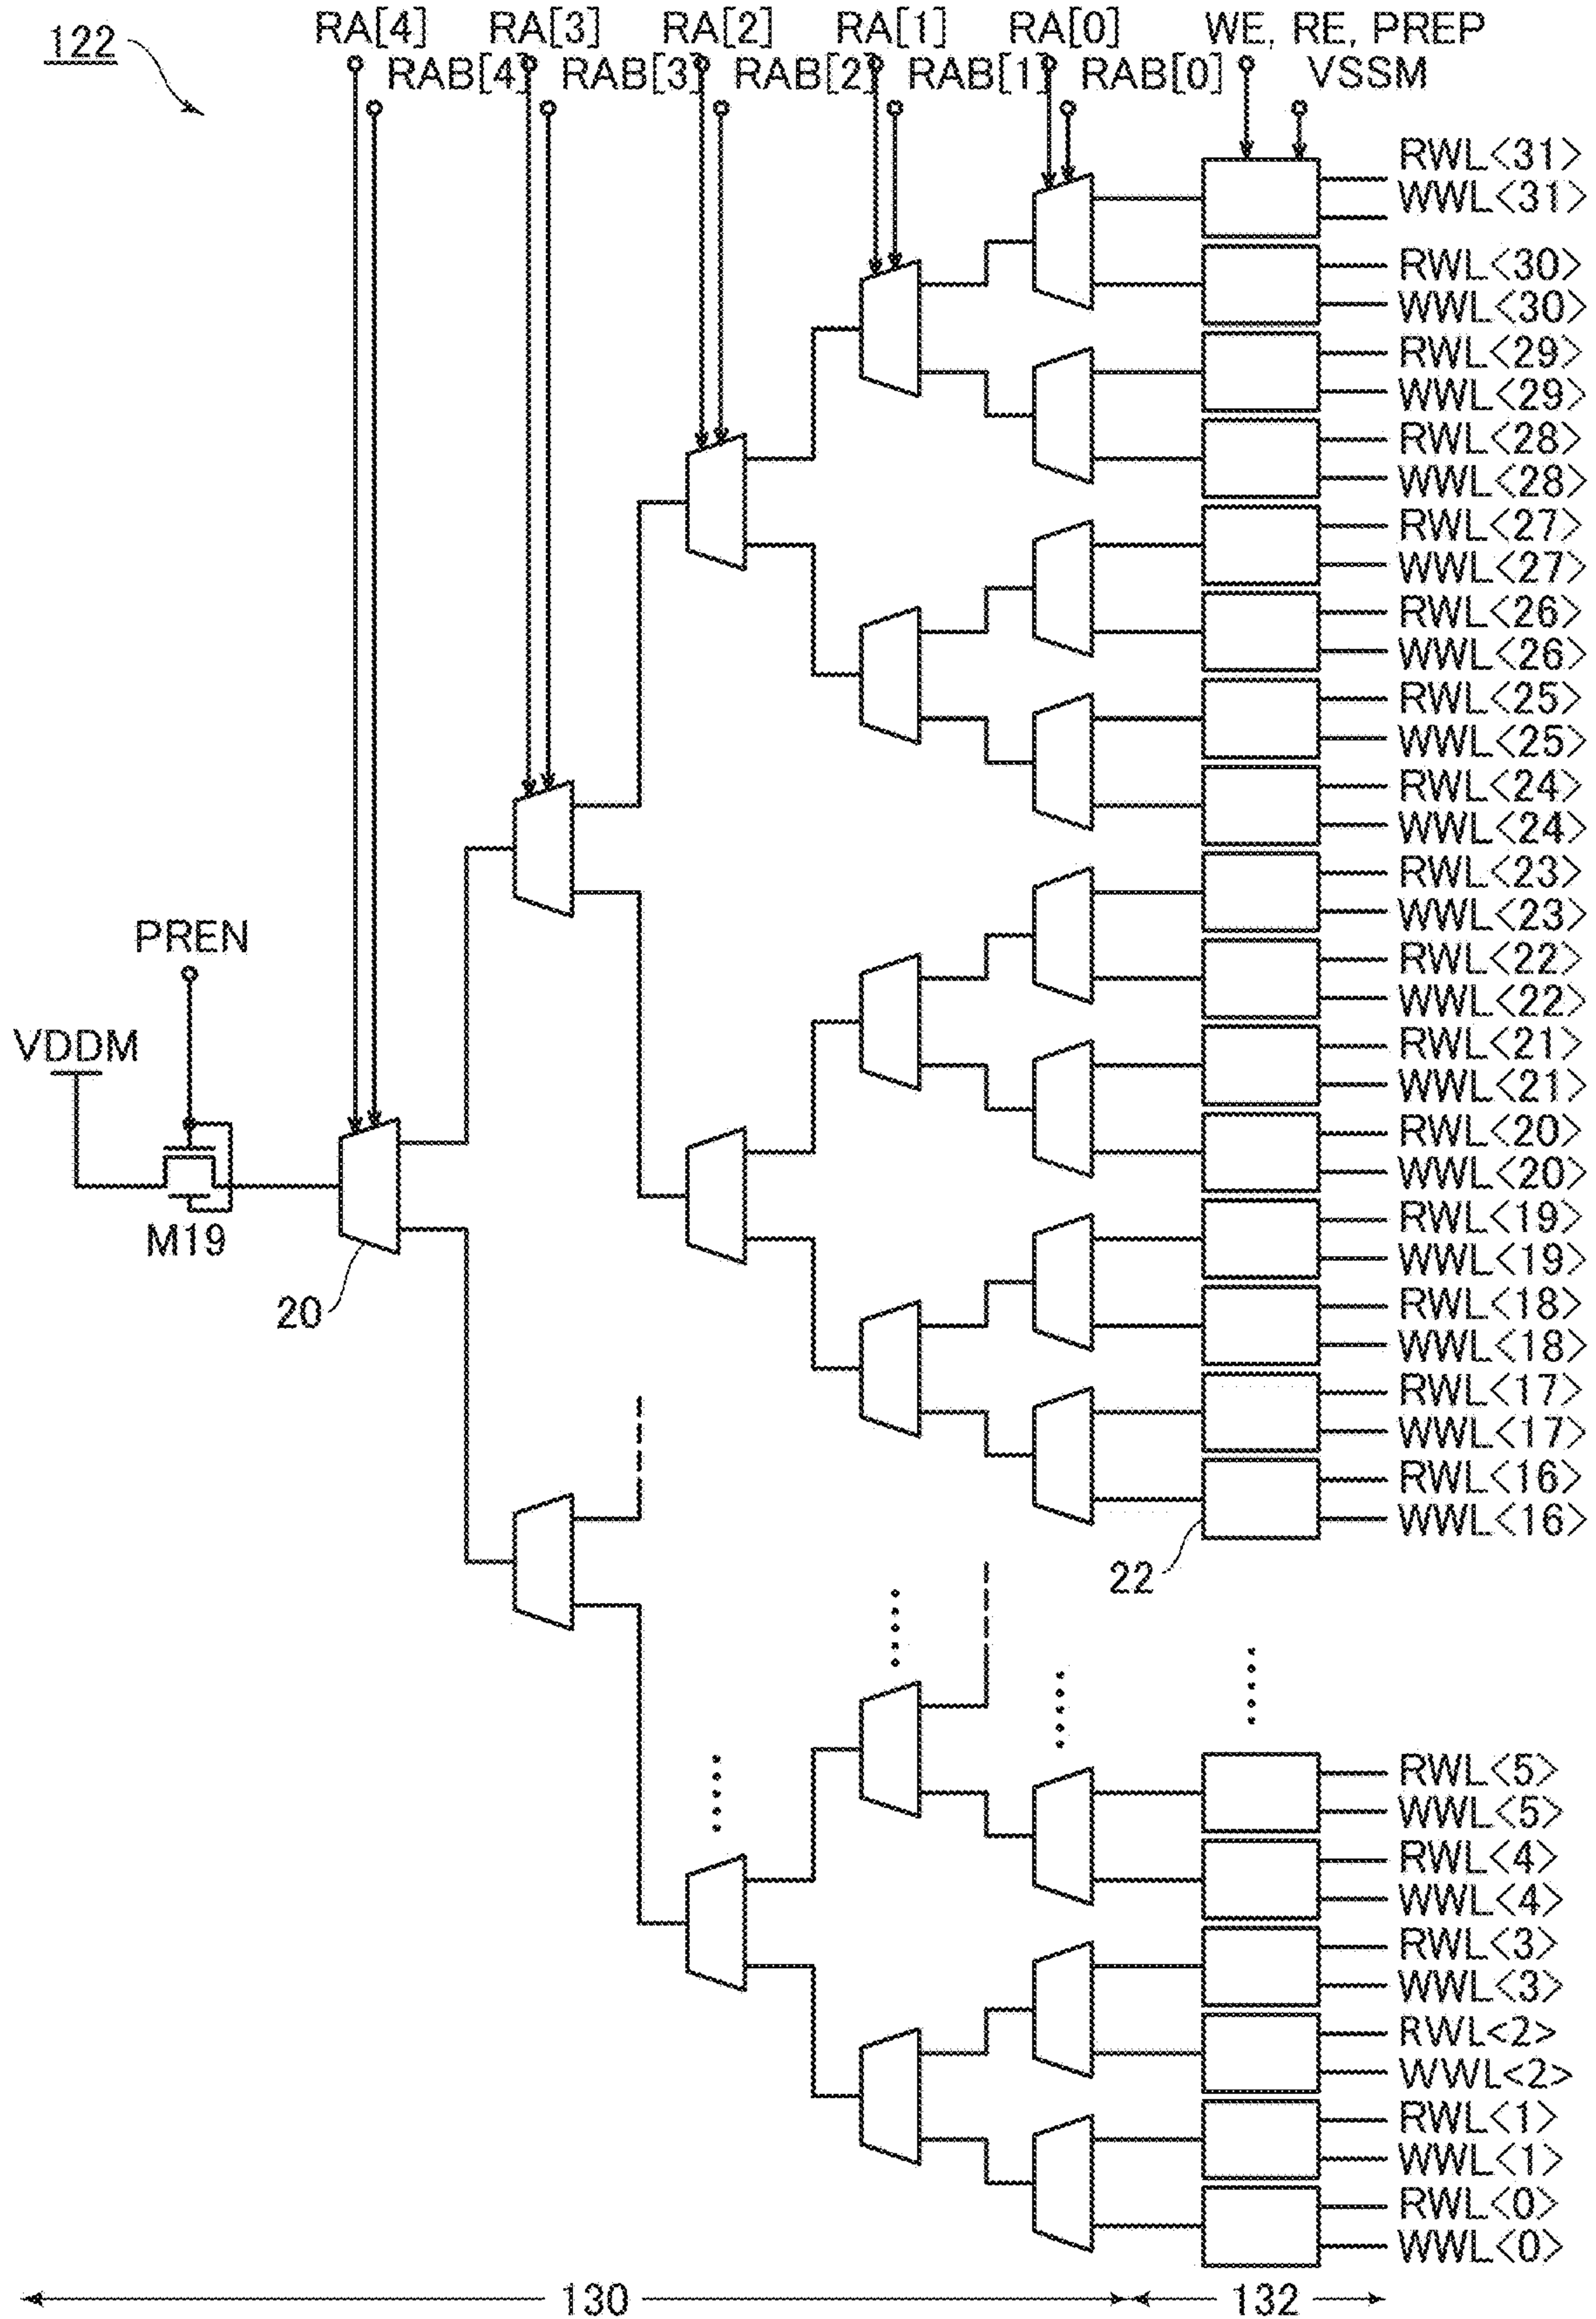 122
RA[4] RA[3] RA[2] RA[1] RA[0] WE, RE, PREP
RAB[4] RAB[3] RAB[2] RAB[1] RAB[0] VSSM
RWL<31>
WWL<31>
RWL<30>
WWL<30>
RWL<29>
WWL<29>
RWL<28>
WWL<28>
RWL<27>
WWL<27>
RWL<26>
WWL<26>
RWL<25>
WWL<25>
RWL<24>
WWL<24>
RWL<23>
WWL<23>
RWL<22>
WWL<22>
RWL<21>
WWL<21>
RWL<20>
WWL<20>
RWL<19>
WWL<19>
RWL<18>
WWL<18>
RWL<17>
WWL<17>
RWL<16>
WWL<16>
PREN
VDDM
M19
20
22
RWL<5>
WWL<5>
RWL<4>
WWL<4>
RWL<3>
WWL<3>
RWL<2>
WWL<2>
RWL<1>
WWL<1>
RWL<0>
WWL<0>
130 132